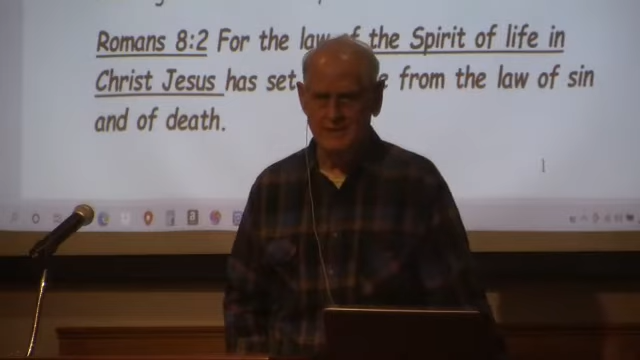 Romans 8:2 For the law of the Spirit of life in
Christ Jesus has set from the law of sin
and of death.